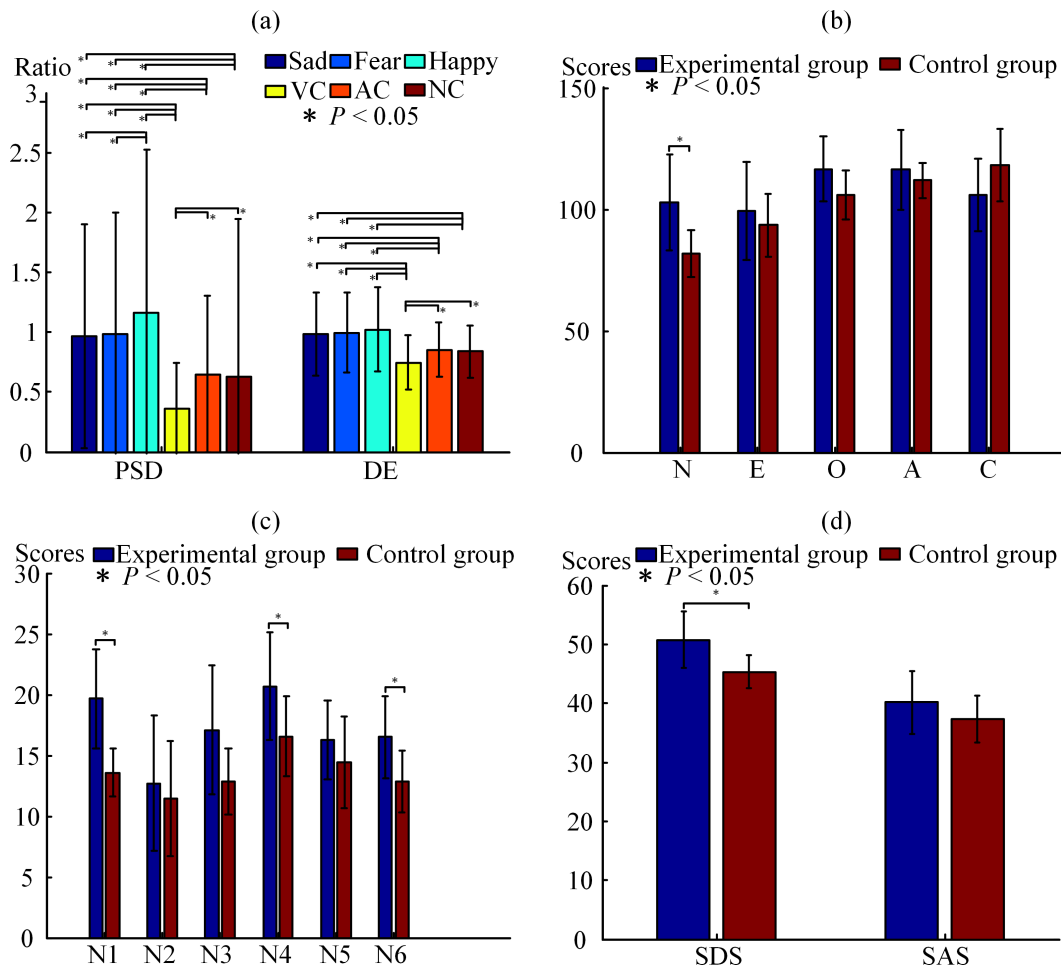 (a)
Ratio
Sad Fear Happy
VC AC NC
* P < 0.05
3
2.5
2
1.5
1
0.5
0
PSD DE
(b)
Scores Experimental group Control group
* P < 0.05
150
100
50
0
N E O A C
(c)
Scores Experimental group Control group
* P < 0.05
30
25
20
15
10
5
0
N1 N2 N3 N4 N5 N6
(d)
Scores Experimental group Control group
* P < 0.05
60
50
40
30
20
10
0
SDS SAS